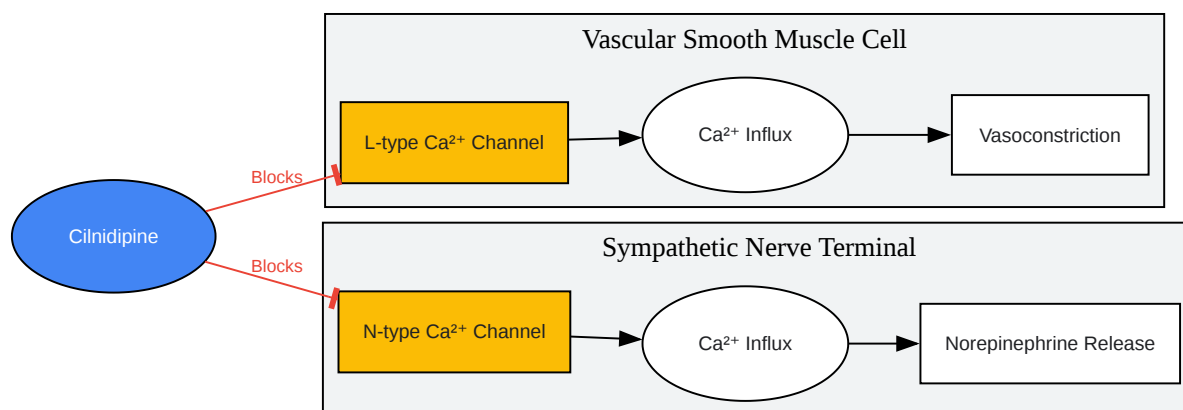 Vascular Smooth Muscle Cell
L-type Ca²⁺ Channel
Ca²⁺ Influx
Vasoconstriction
Blocks
Cilnidipine
Blocks
Sympathetic Nerve Terminal
N-type Ca²⁺ Channel
Ca²⁺ Influx
Norepinephrine Release